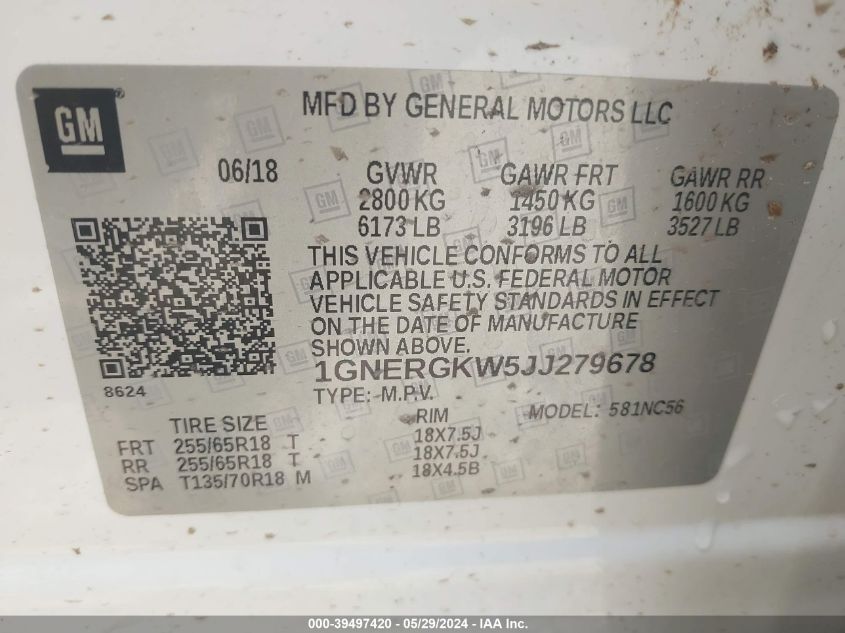 GM®
MFD BY GENERAL MOTORS LLC
06/18 GVWR GAWR FRT GAWR RR
2800 KG 1450 KG 1600 KG
6173 LB 3196 LB 3527 LB
THIS VEHICLE CONFORMS TO ALL
APPLICABLE U.S. FEDERAL MOTOR
VEHICLE SAFETY STANDARDS IN EFFECT
ON THE DATE OF MANUFACTURE
SHOWN ABOVE.
1GNERGKW5JJ279678
8624
TYPE: M.P.V. MODEL: 581NC56
TIRE SIZE RIM
FRT 255/65R18 T 18X7.5J
RR 255/65R18 T 18X7.5J
SPA T135/70R18 M 18X4.5B
000-39497420 - 05/29/2024 - IAA Inc.